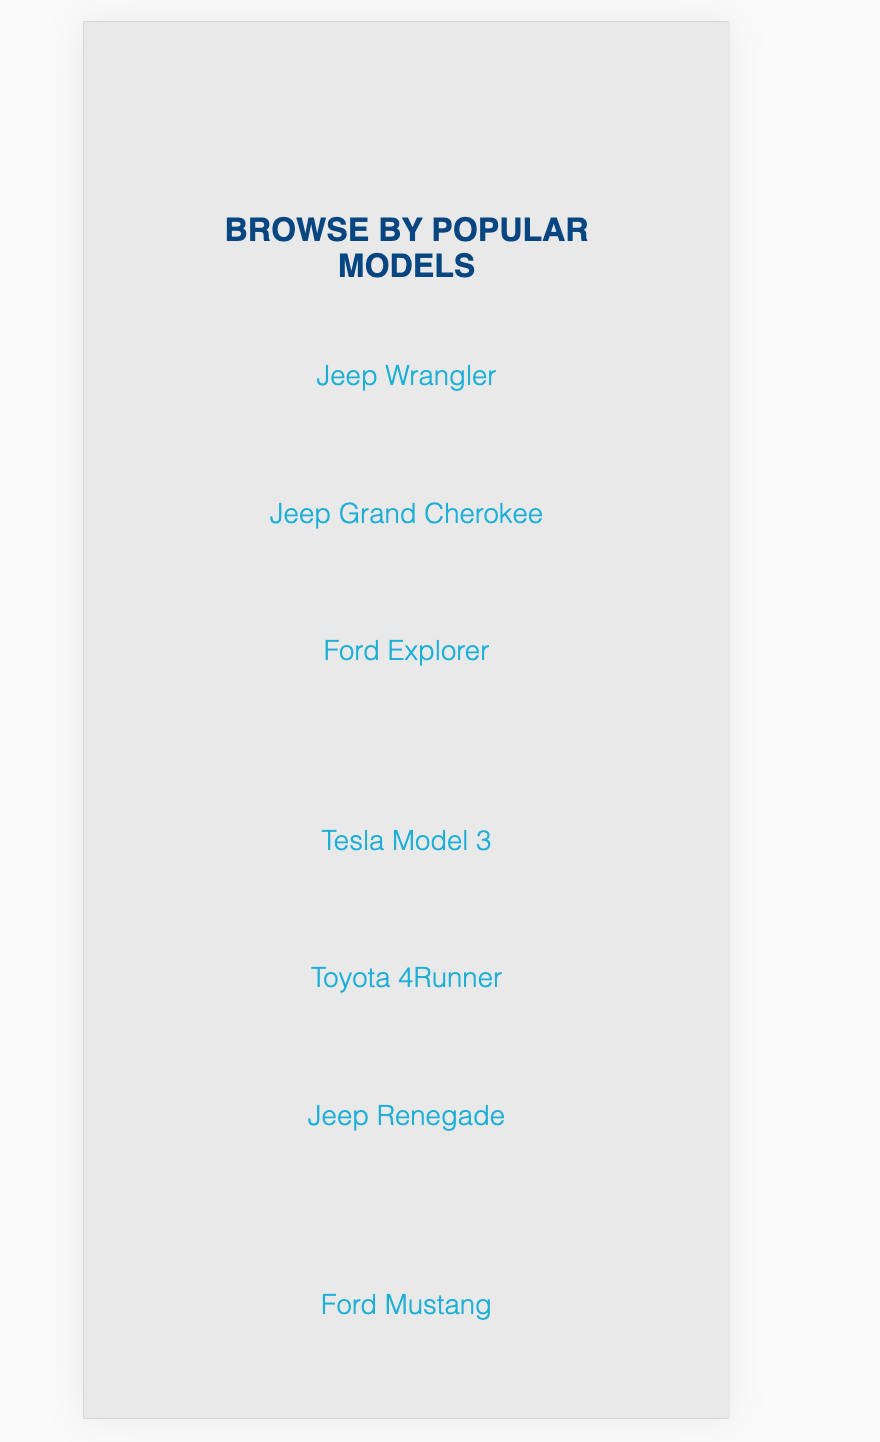 BROWSE BY POPULAR
MODELS
Jeep Wrangler
Jeep Grand Cherokee
Ford Explorer
Tesla Model 3
Toyota 4Runner
Jeep Renegade
Ford Mustang